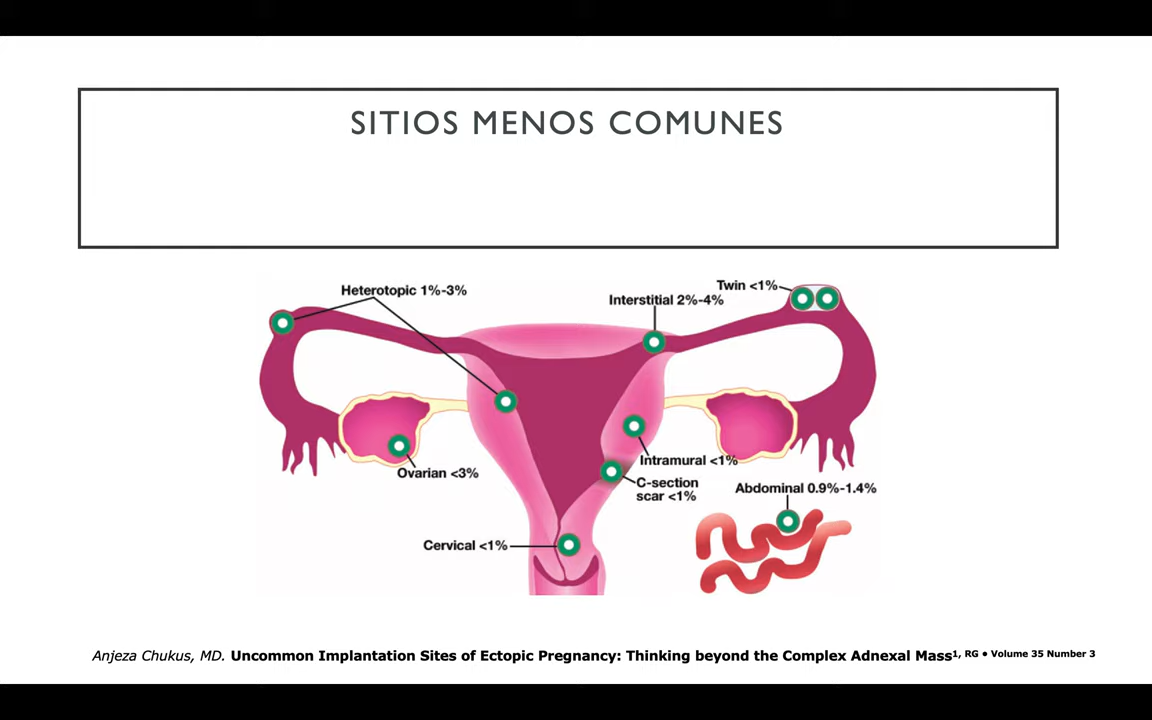 SITIOS MENOS COMUNES
Heterotopic 1%-3%
Twin <1%
Interstitial 2%-4%
Ovarian <3%
Intramural <1%
C-section
scar <1%
Abdominal 0.9%-1.4%
Cervical <1%
Anjeza Chukus, MD. Uncommon Implantation Sites of Ectopic Pregnancy: Thinking beyond the Complex Adnexal Mass1, RG • Volume 35 Number 3